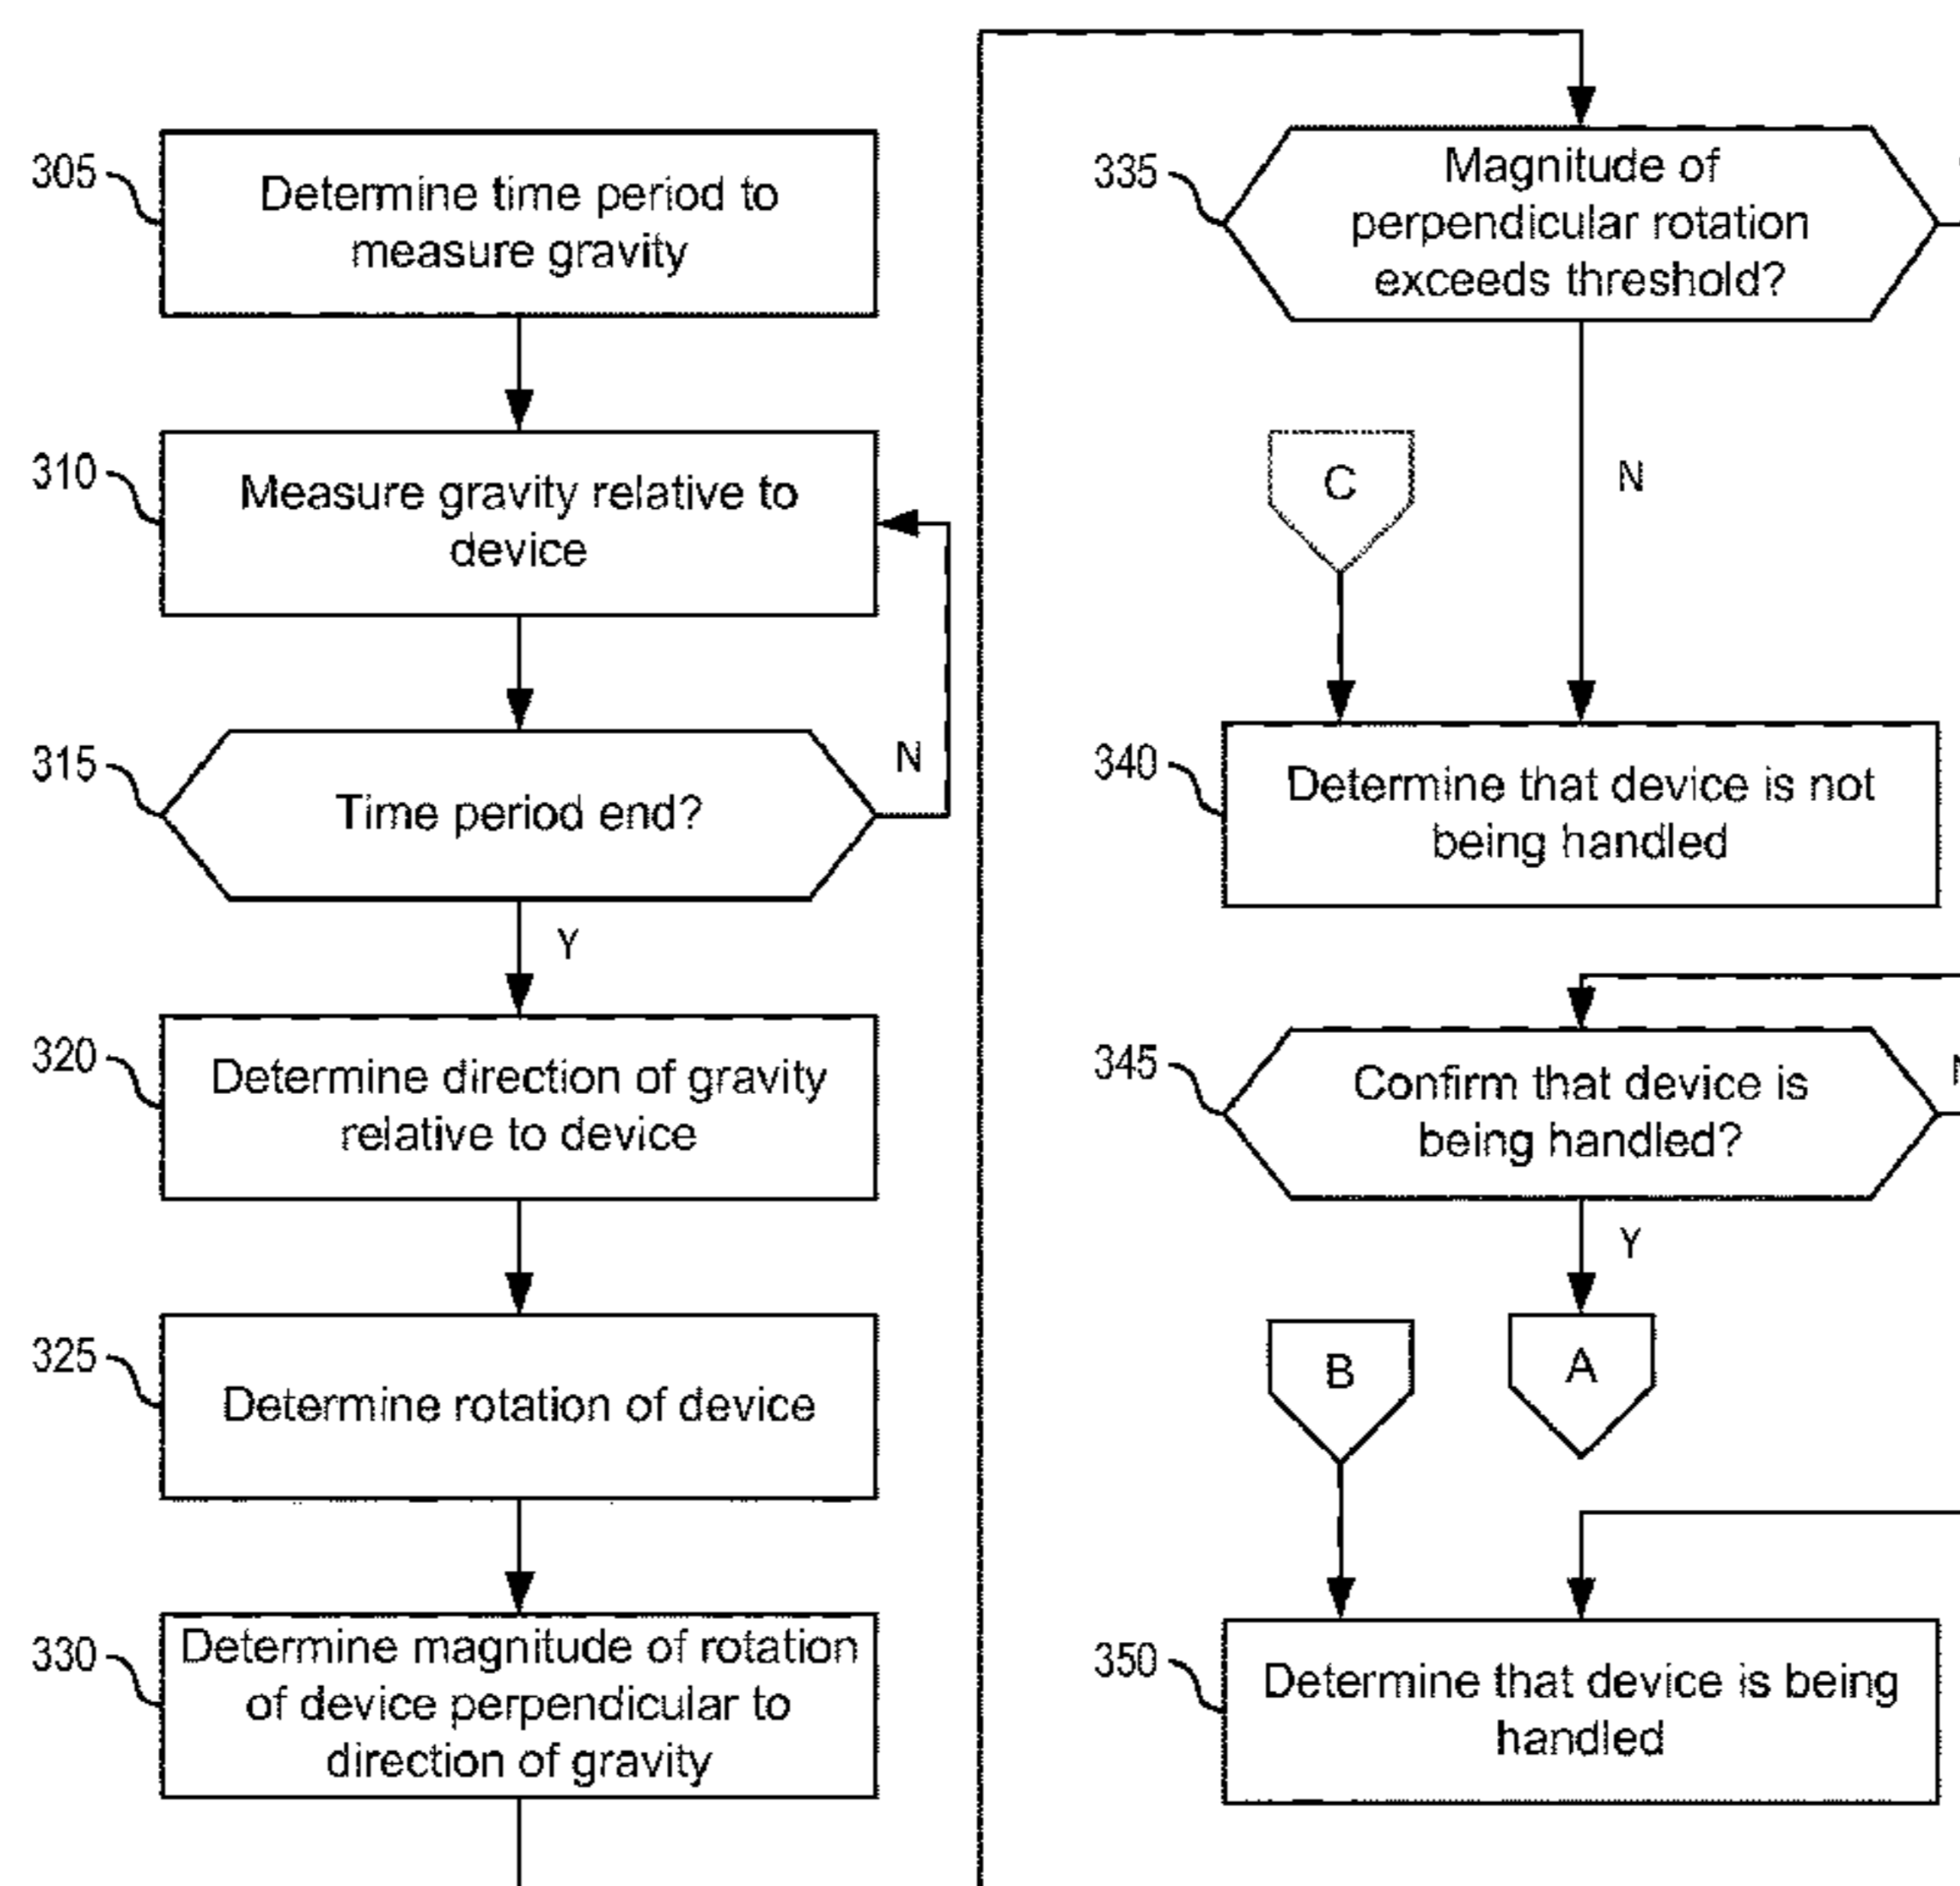 305
Determine time period to
measure gravity
310
Measure gravity relative to
device
315
Time period end?
N
Y
320
Determine direction of gravity
relative to device
325
Determine rotation of device
330
Determine magnitude of rotation
of device perpendicular to
direction of gravity
335
Magnitude of
perpendicular rotation
exceeds threshold?
C
N
340
Determine that device is not
being handled
345
Confirm that device is
being handled?
Y
B
A
350
Determine that device is being
handled